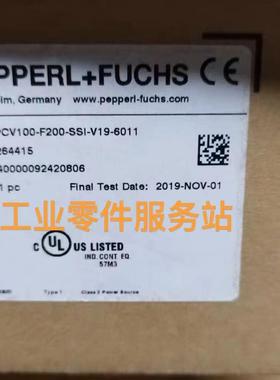 PPERL+FUCHS
eim, Germany www.pepperl-fuchs.com
PCV100-F200-SSI-V19-6011
264415
40000092420806
1 pc Final Test Date: 2019-NOV-01
工业零件服务站
C UL US LISTED
IND. CONT. EQ.
57M3
Type 1 Class 2 Power Source